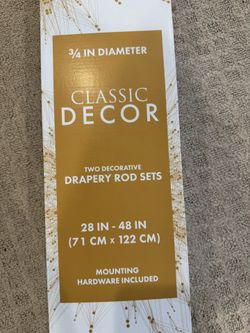 ¾ IN DIAMETER
CLASSIC
DECOR
TWO DECORATIVE
DRAPERY ROD SETS
28 IN - 48 IN
(71 CM x 122 CM)
MOUNTING
HARDWARE INCLUDED